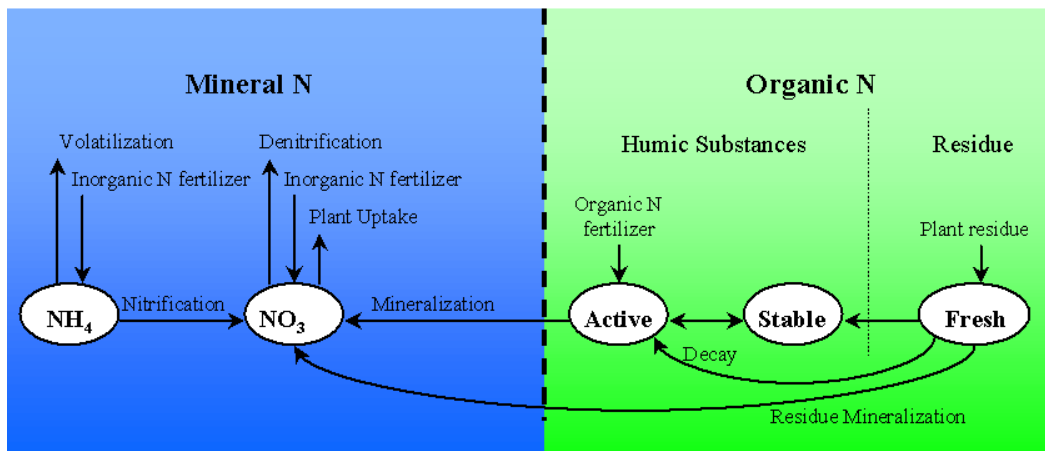 Mineral N
Organic N
Volatilization
Denitrification
Humic Substances
Residue
Inorganic N fertilizer
Inorganic N fertilizer
Organic N
fertilizer
Plant Uptake
Plant residue
NH4
Nitrification
NO3
Mineralization
Active
Stable
Fresh
Decay
Residue Mineralization